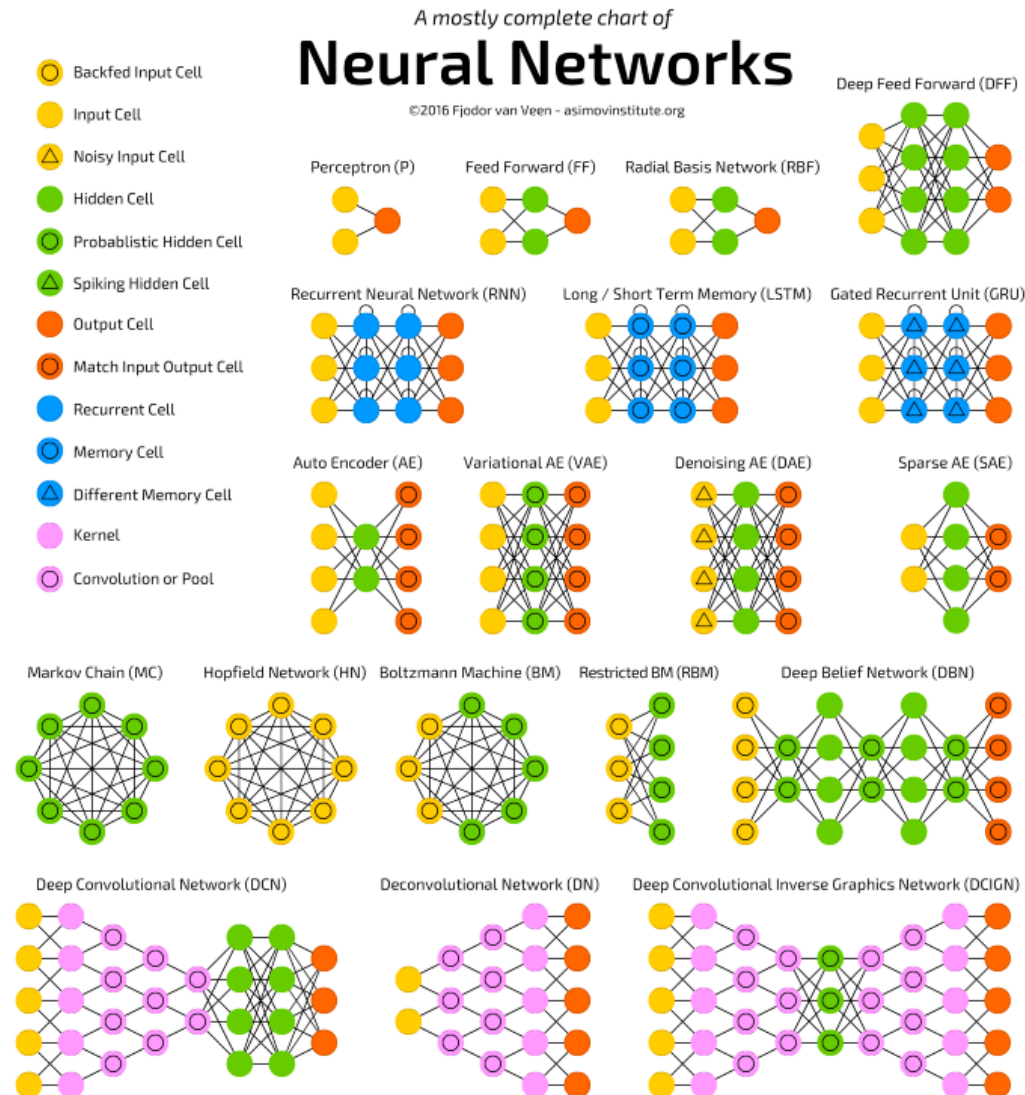 A mostly complete chart of
Neural Networks
©2016 Fjodor van Veen - asimovinstitute.org
Backfed Input Cell
Input Cell
Noisy Input Cell
Hidden Cell
Probablistic Hidden Cell
Spiking Hidden Cell
Output Cell
Match Input Output Cell
Recurrent Cell
Memory Cell
Different Memory Cell
Kernel
Convolution or Pool
Deep Feed Forward (DFF)
Perceptron (P)
Feed Forward (FF)
Radial Basis Network (RBF)
Recurrent Neural Network (RNN)
Long / Short Term Memory (LSTM)
Gated Recurrent Unit (GRU)
Auto Encoder (AE)
Variational AE (VAE)
Denoising AE (DAE)
Sparse AE (SAE)
Markov Chain (MC)
Hopfield Network (HN)
Boltzmann Machine (BM)
Restricted BM (RBM)
Deep Belief Network (DBN)
Deep Convolutional Network (DCN)
Deconvolutional Network (DN)
Deep Convolutional Inverse Graphics Network (DCIGN)